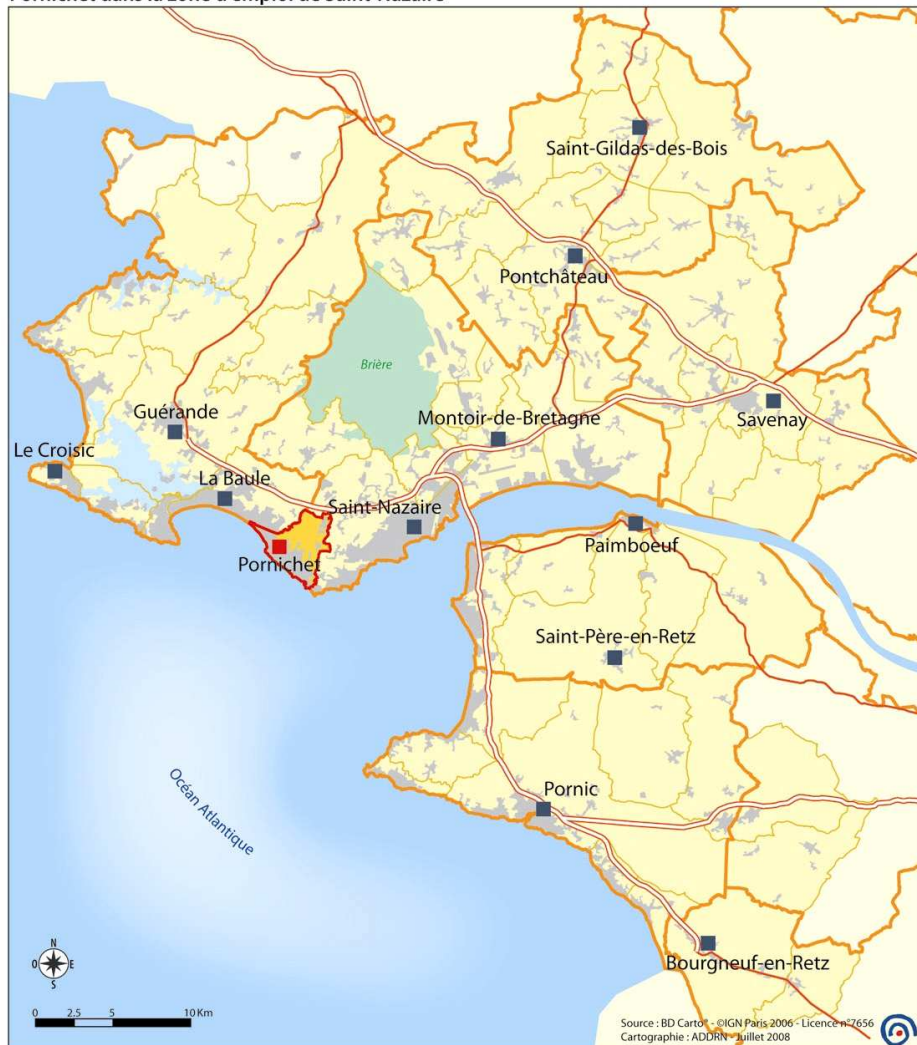 Pornichet dans la zone d'emploi de Saint-Nazaire
Saint-Gildas-des-Bois
Pontchâteau
Brière
Guérande
Montoir-de-Bretagne
Savenay
Le Croisic
La Baule
Saint-Nazaire
Pornichet
Paimboeuf
Saint-Père-en-Retz
Océan Atlantique
Pornic
Bourgneuf-en-Retz
N
O E
S
0 2.5 5 10 Km
Source : BD Carto® - ©IGN Paris 2006 - Licence n°7656
Cartographie : ADDRN - Juillet 2008